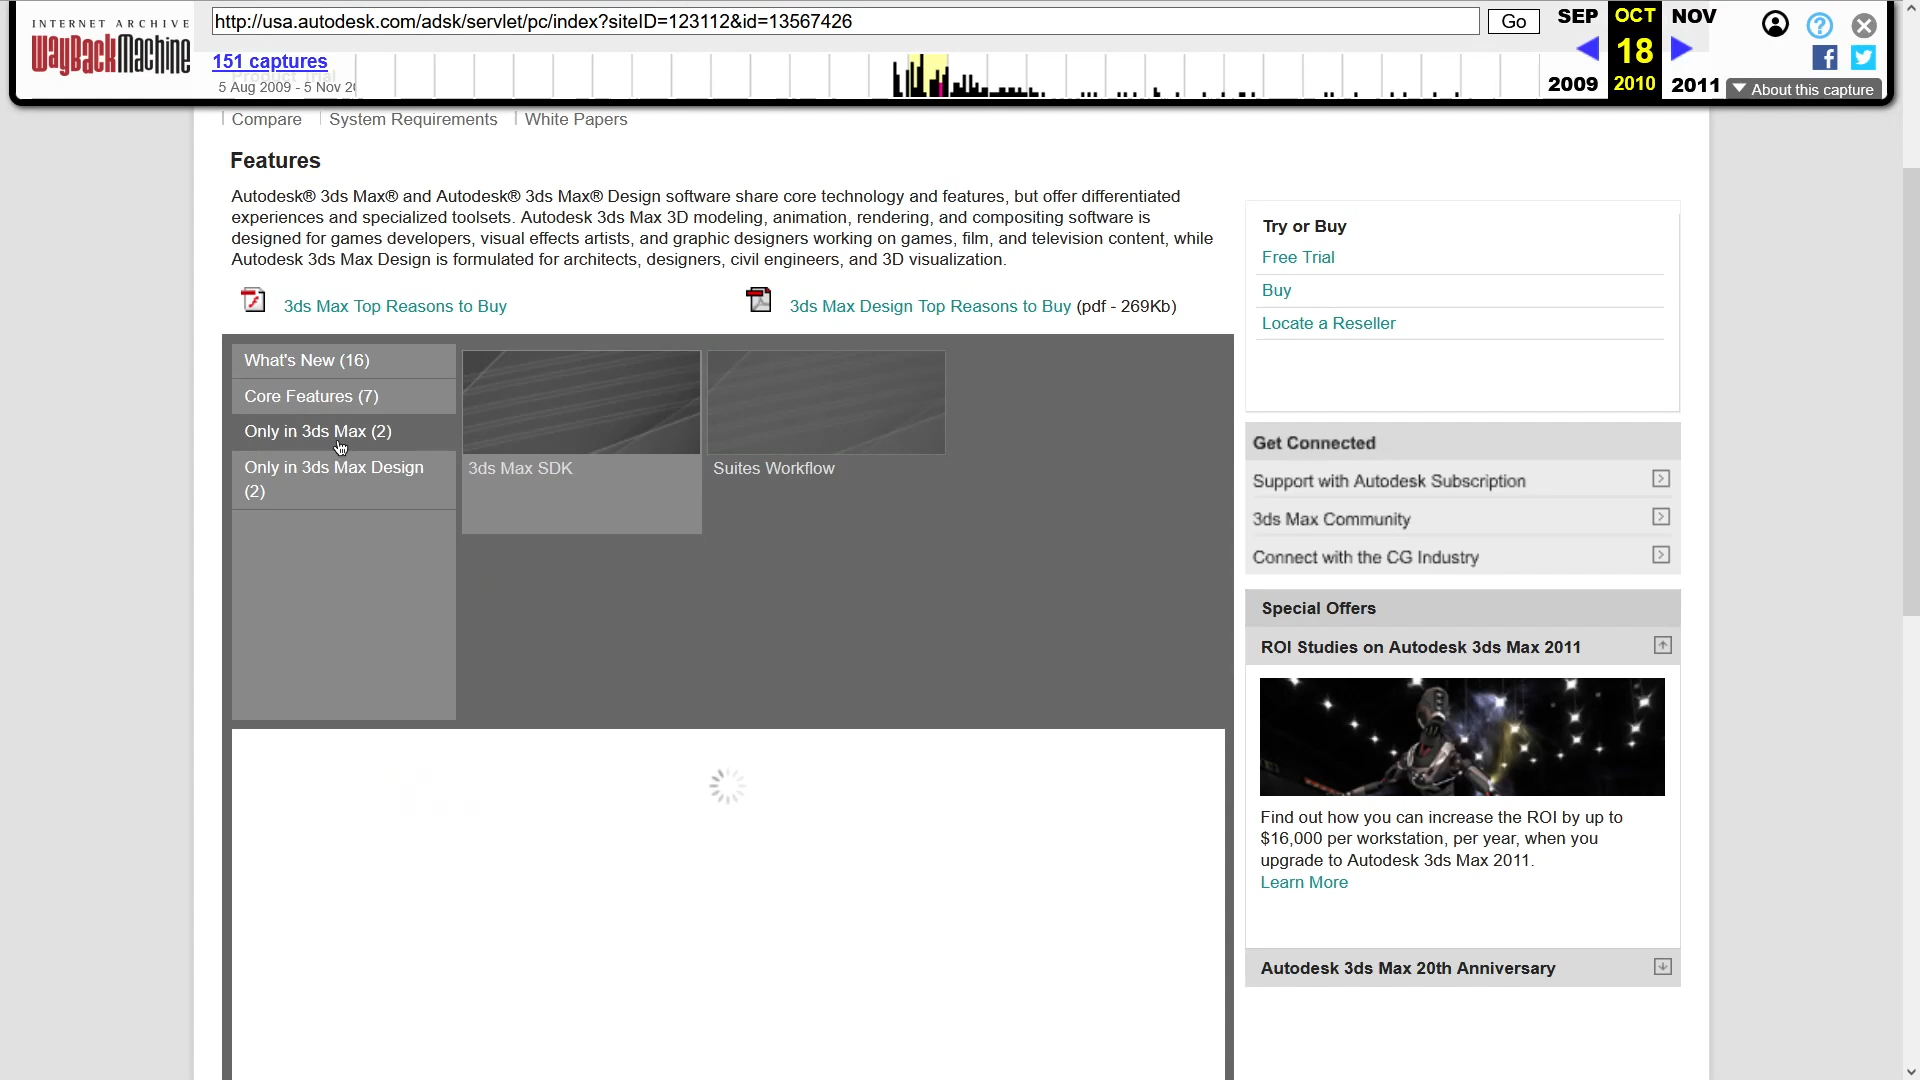 INTERNET ARCHIVE
WayBackMachine
http://usa.autodesk.com/adsk/servlet/pc/index?siteID=123112&id=13567426
Go
SEP OCT NOV
151 captures
18
Product Trial
5 Aug 2009 - 5 Nov 20
2009 2010 2011
About this capture
Compare
System Requirements
White Papers
Features
Autodesk® 3ds Max® and Autodesk® 3ds Max® Design software share core technology and features, but offer differentiated
experiences and specialized toolsets. Autodesk 3ds Max 3D modeling, animation, rendering, and compositing software is
designed for games developers, visual effects artists, and graphic designers working on games, film, and television content, while
Autodesk 3ds Max Design is formulated for architects, designers, civil engineers, and 3D visualization.
3ds Max Top Reasons to Buy
3ds Max Design Top Reasons to Buy (pdf - 269Kb)
What's New (16)
Core Features (7)
Only in 3ds Max (2)
Only in 3ds Max Design
(2)
3ds Max SDK
Suites Workflow
Try or Buy
Free Trial
Buy
Locate a Reseller
Get Connected
Support with Autodesk Subscription
3ds Max Community
Connect with the CG Industry
Special Offers
ROI Studies on Autodesk 3ds Max 2011
Find out how you can increase the ROI by up to
$16,000 per workstation, per year, when you
upgrade to Autodesk 3ds Max 2011.
Learn More
Autodesk 3ds Max 20th Anniversary